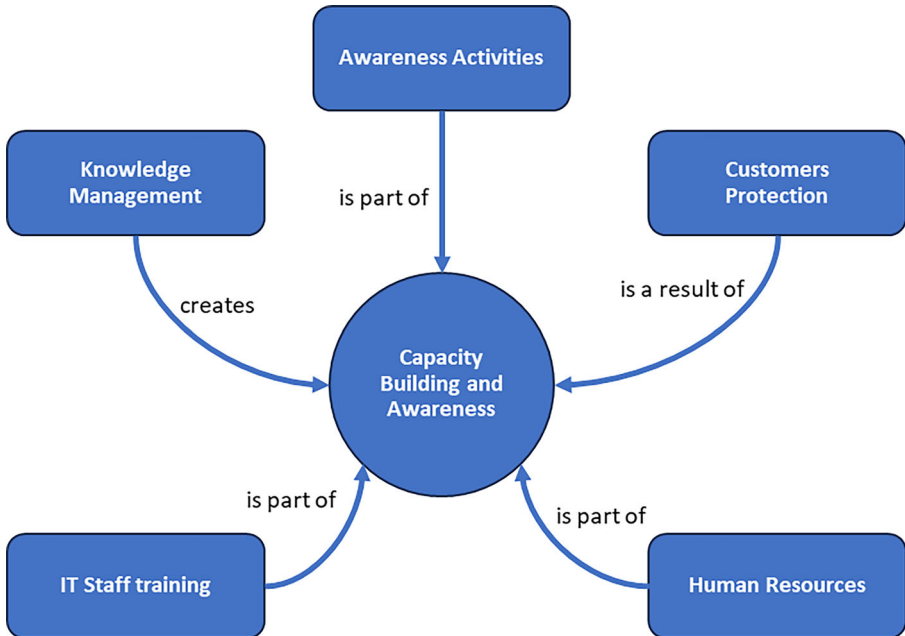 Awareness Activities
Knowledge
Management
Customers
Protection
is part of
creates
is a result of
Capacity
Building and
Awareness
is part of
is part of
IT Staff training
Human Resources